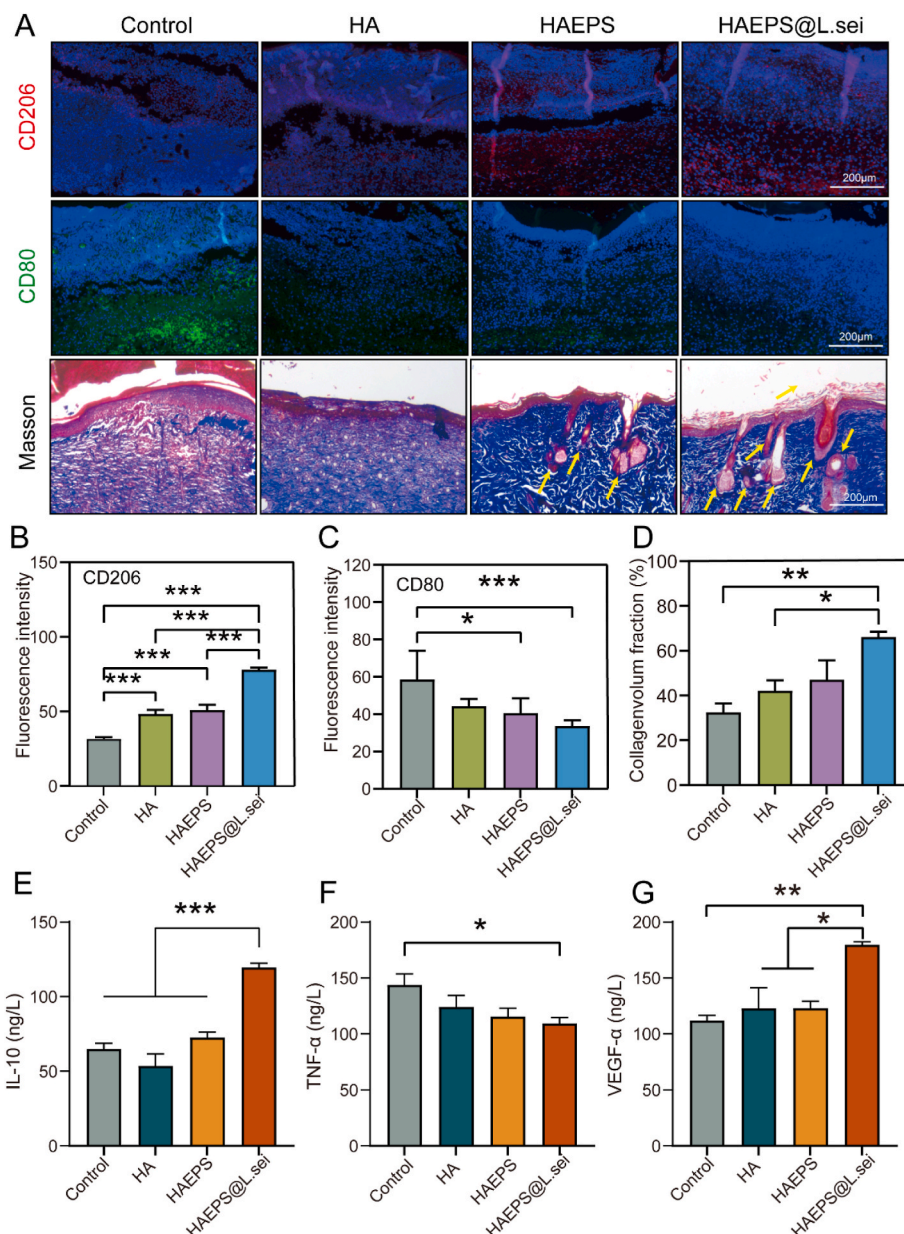 A
Control
HA
HAEPS
HAEPS@L.sei
CD206
200μm
CD80
200μm
Masson
200μm
B
Fluorescence intensity
150
100
50
0
CD206
***
***
***
***
***
Control
HA
HAEPS
HAEPS@L.sei
C
Fluorescence intensity
120
100
80
60
40
20
0
CD80
***
*
Control
HA
HAEPS
HAEPS@L.sei
D
Collagenvolum fraction (%)
100
80
60
40
20
0
**
*
Control
HA
HAEPS
HAEPS@L.sei
E
IL-10 (ng/L)
150
100
50
0
***
Control
HA
HAEPS
HAEPS@L.sei
F
TNF-α (ng/L)
200
150
100
50
0
*
Control
HA
HAEPS
HAEPS@L.sei
G
VEGF-α (ng/L)
200
150
100
50
0
**
*
Control
HA
HAEPS
HAEPS@L.sei